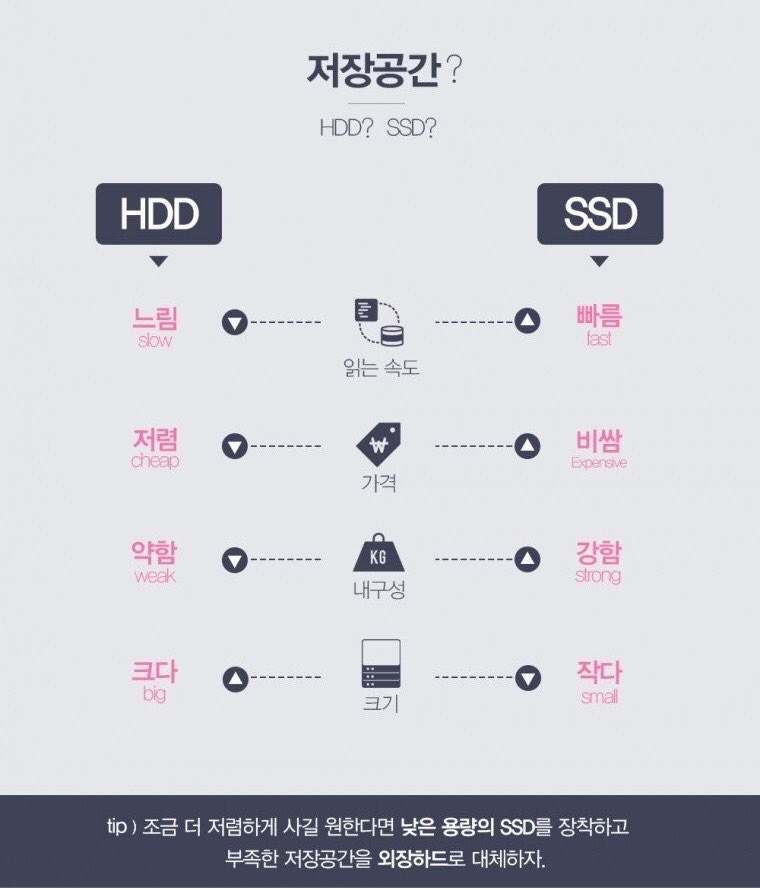 저장공간?
HDD? SSD?
HDD
SSD
느림
slow
읽는 속도
빠름
fast
저렴
cheap
₩
가격
비쌈
Expensive
약함
weak
KG
내구성
강함
strong
크다
big
크기
작다
small
tip ) 조금 더 저렴하게 사길 원한다면 낮은 용량의 SSD를 장착하고
부족한 저장공간을 외장하드로 대체하자.